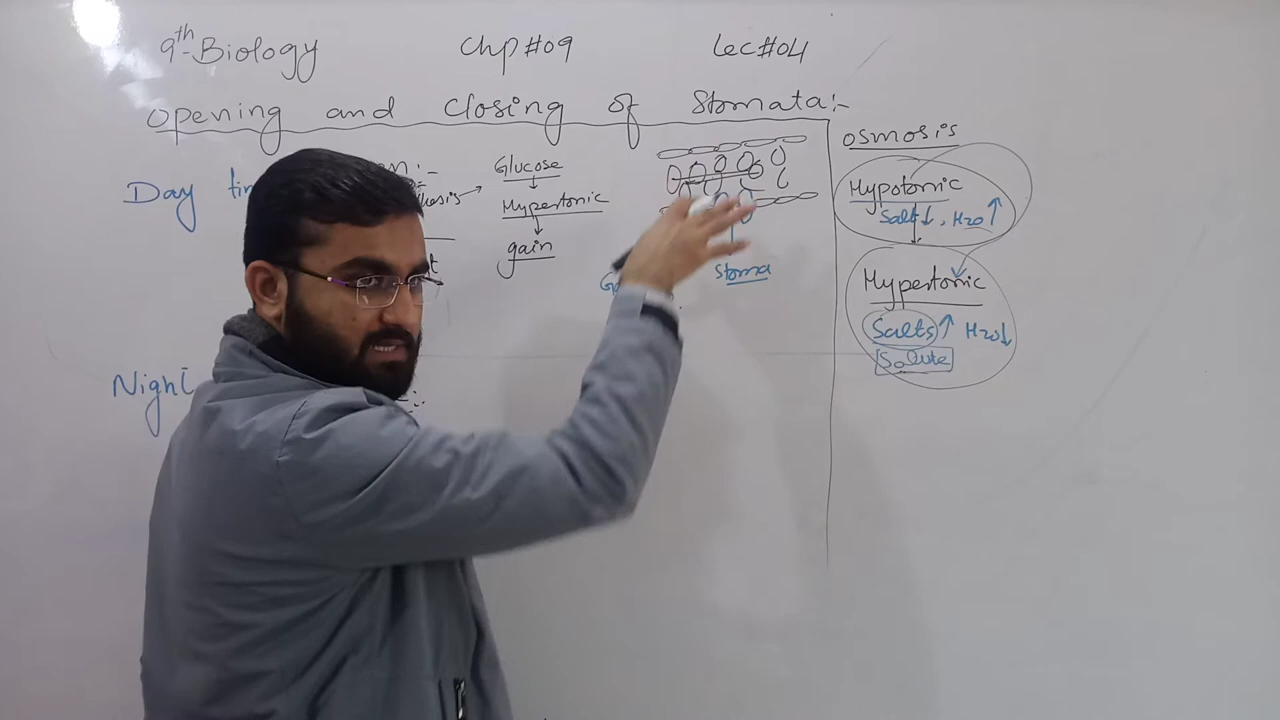 9th Biology Chp#09 Lec#04
Opening and Closing of Stomata:-
Day
Glucose
Hypertonic
gain
Stoma
Night
osmosis
Hypotonic
Salt↓, H2O↑
Hypertonic
Salts↑ H2O↓
Solute